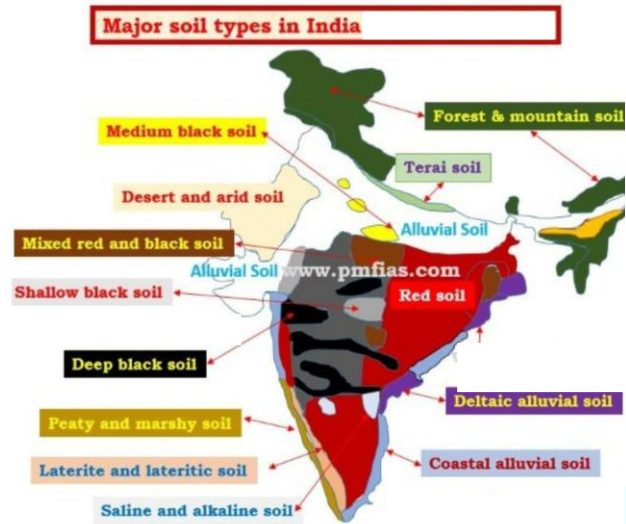 Major soil types in India
Forest & mountain soil
Medium black soil
Terai soil
Desert and arid soil
Alluvial Soil
Mixed red and black soil
Alluvial Soil
www.pmfias.com
Shallow black soil
Red soil
Deep black soil
Deltaic alluvial soil
Peaty and marshy soil
Laterite and lateritic soil
Coastal alluvial soil
Saline and alkaline soil